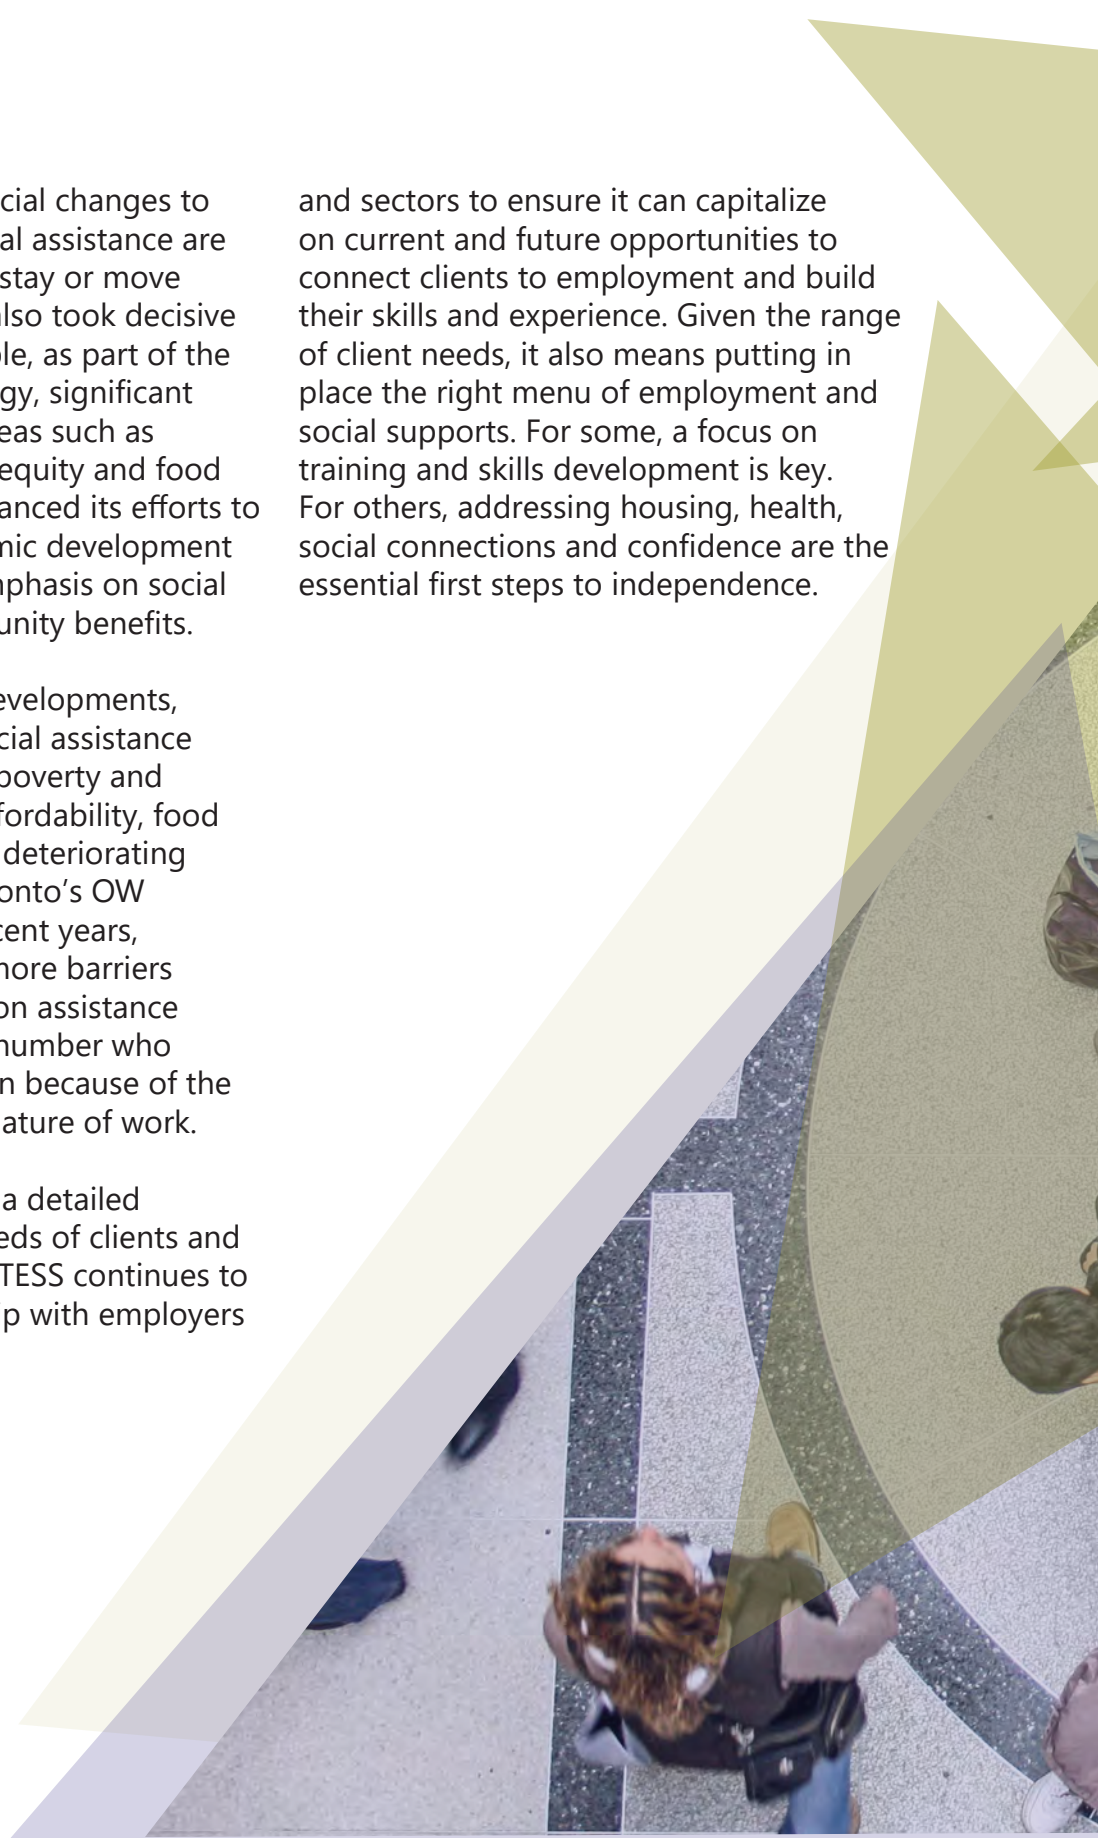 cial changes to
al assistance are
stay or move
also took decisive
ble, as part of the
gy, significant
eas such as
equity and food
anced its efforts to
mic development
mphasis on social
unity benefits.
evelopments,
cial assistance
poverty and
fordability, food
deteriorating
onto's OW
cent years,
more barriers
on assistance
number who
n because of the
ature of work.
a detailed
eds of clients and
TESS continues to
ip with employers
and sectors to ensure it can capitalize
on current and future opportunities to
connect clients to employment and build
their skills and experience. Given the range
of client needs, it also means putting in
place the right menu of employment and
social supports. For some, a focus on
training and skills development is key.
For others, addressing housing, health,
social connections and confidence are the
essential first steps to independence.